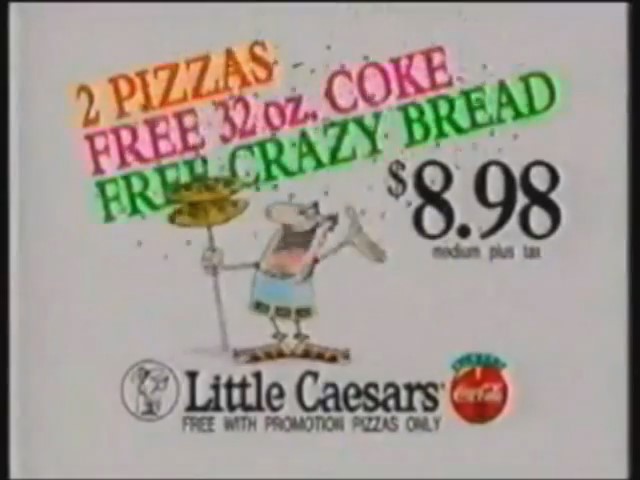 2 PIZZAS
FREE 32 oz. COKE
FREE CRAZY BREAD
$8.98
medium plus tax
Little Caesars
FREE WITH PROMOTION PIZZAS ONLY
Coca-Cola